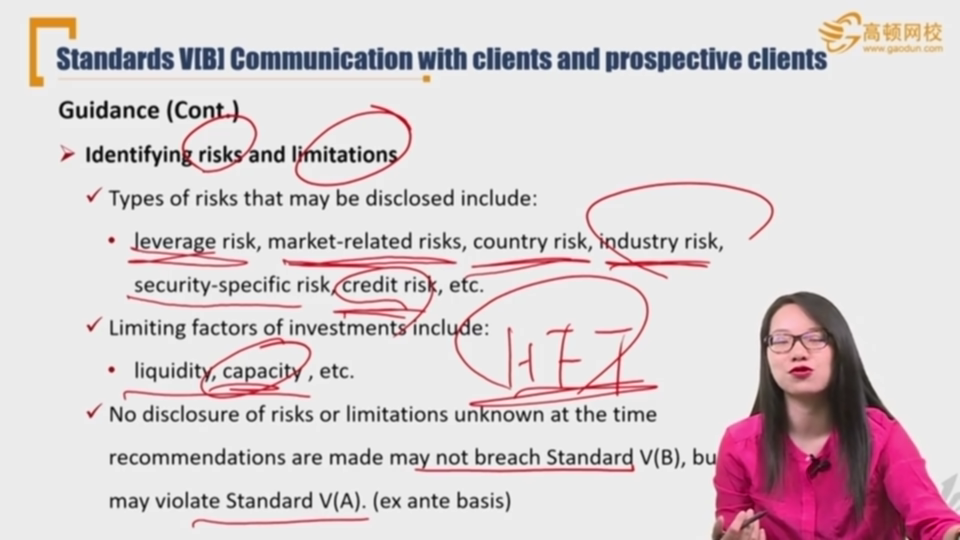 高顿网校
www.gaodun.com
Standards V[B] Communication with clients and prospective clients
Guidance (Cont.)
Identifying risks and limitations
Types of risks that may be disclosed include:
leverage risk, market-related risks, country risk, industry risk,
security-specific risk, credit risk, etc.
Limiting factors of investments include:
liquidity, capacity , etc.
HFT
No disclosure of risks or limitations unknown at the time
recommendations are made may not breach Standard V(B), bu
may violate Standard V(A). (ex ante basis)